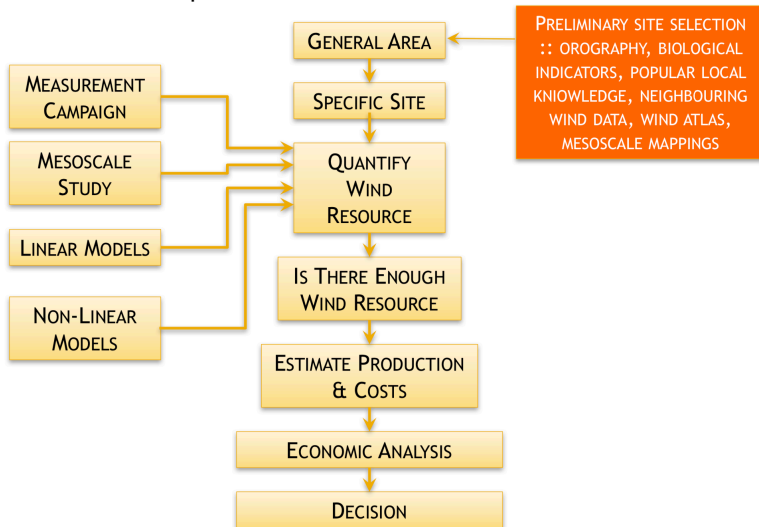 GENERAL AREA
PRELIMINARY SITE SELECTION
:: OROGRAPHY, BIOLOGICAL
INDICATORS, POPULAR LOCAL
KNIOWLEDGE, NEIGHBOURING
WIND DATA, WIND ATLAS,
MESOSCALE MAPPINGS
SPECIFIC SITE
MEASUREMENT
CAMPAIGN
MESOSCALE
STUDY
LINEAR MODELS
NON-LINEAR
MODELS
QUANTIFY
WIND
RESOURCE
IS THERE ENOUGH
WIND RESOURCE
ESTIMATE PRODUCTION
& COSTS
ECONOMIC ANALYSIS
DECISION